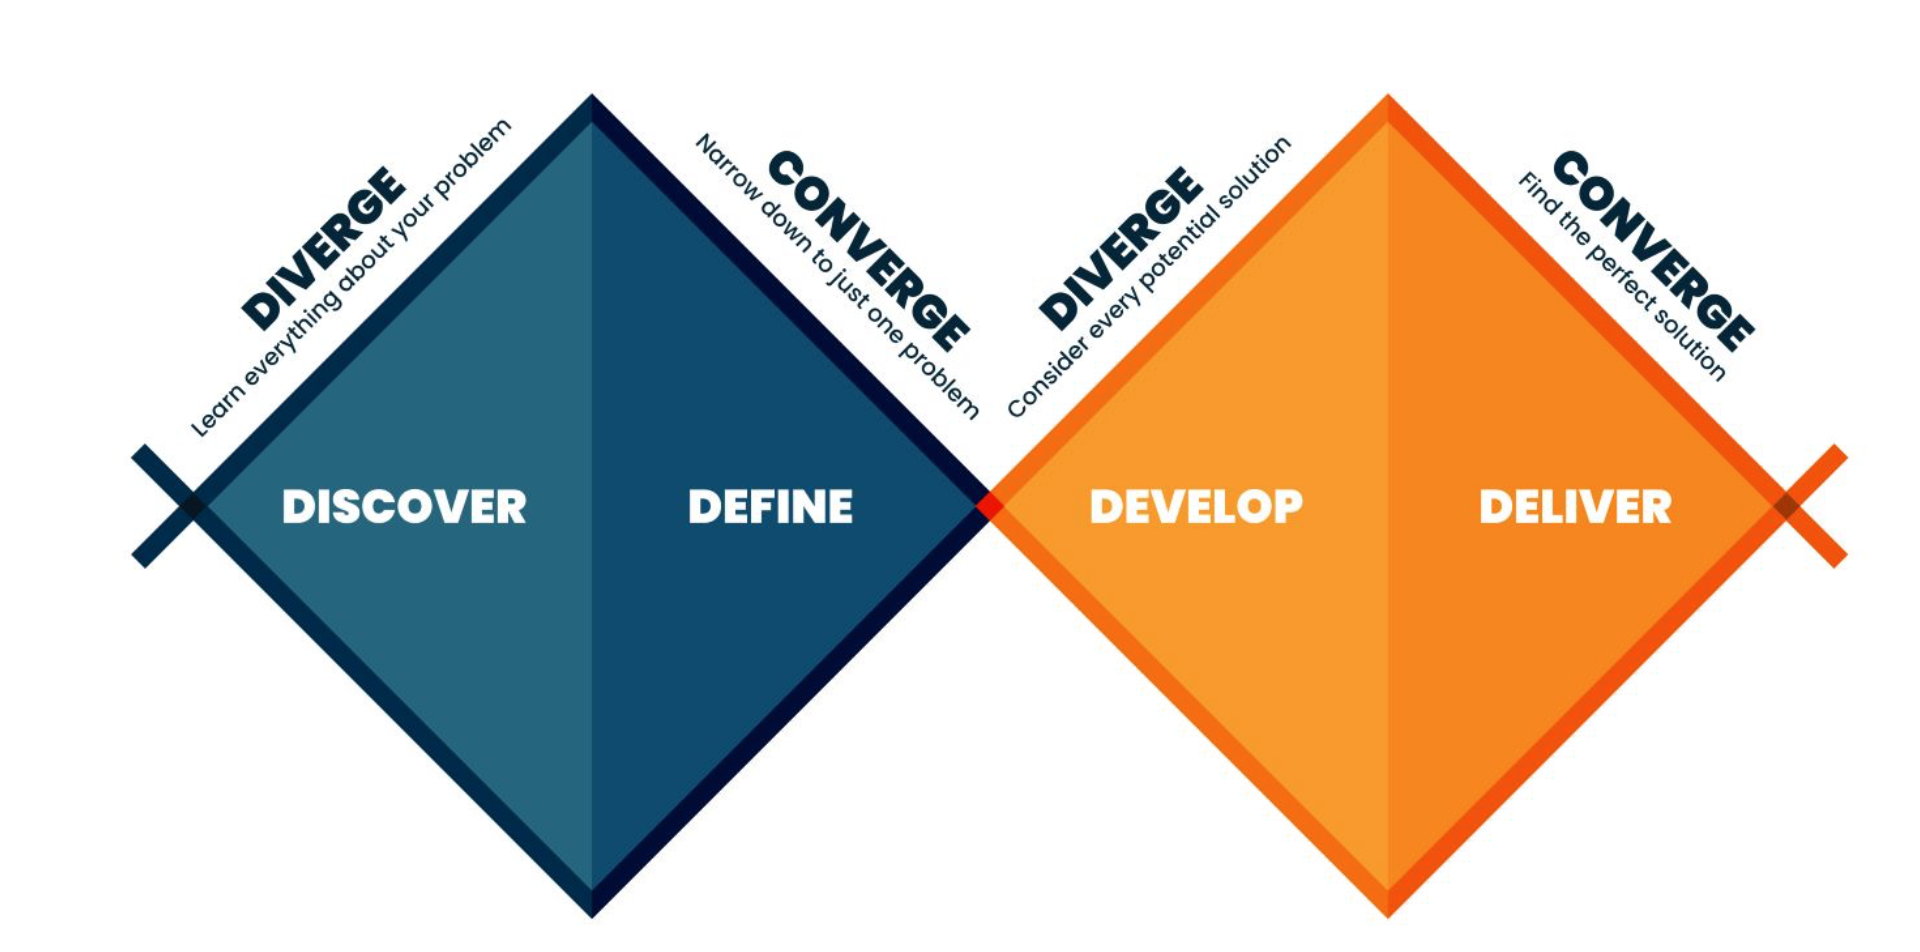 DIVERGE
Learn everything about your problem
CONVERGE
Narrow down to just one problem
DIVERGE
Consider every potential solution
CONVERGE
Find the perfect solution
DISCOVER
DEFINE
DEVELOP
DELIVER